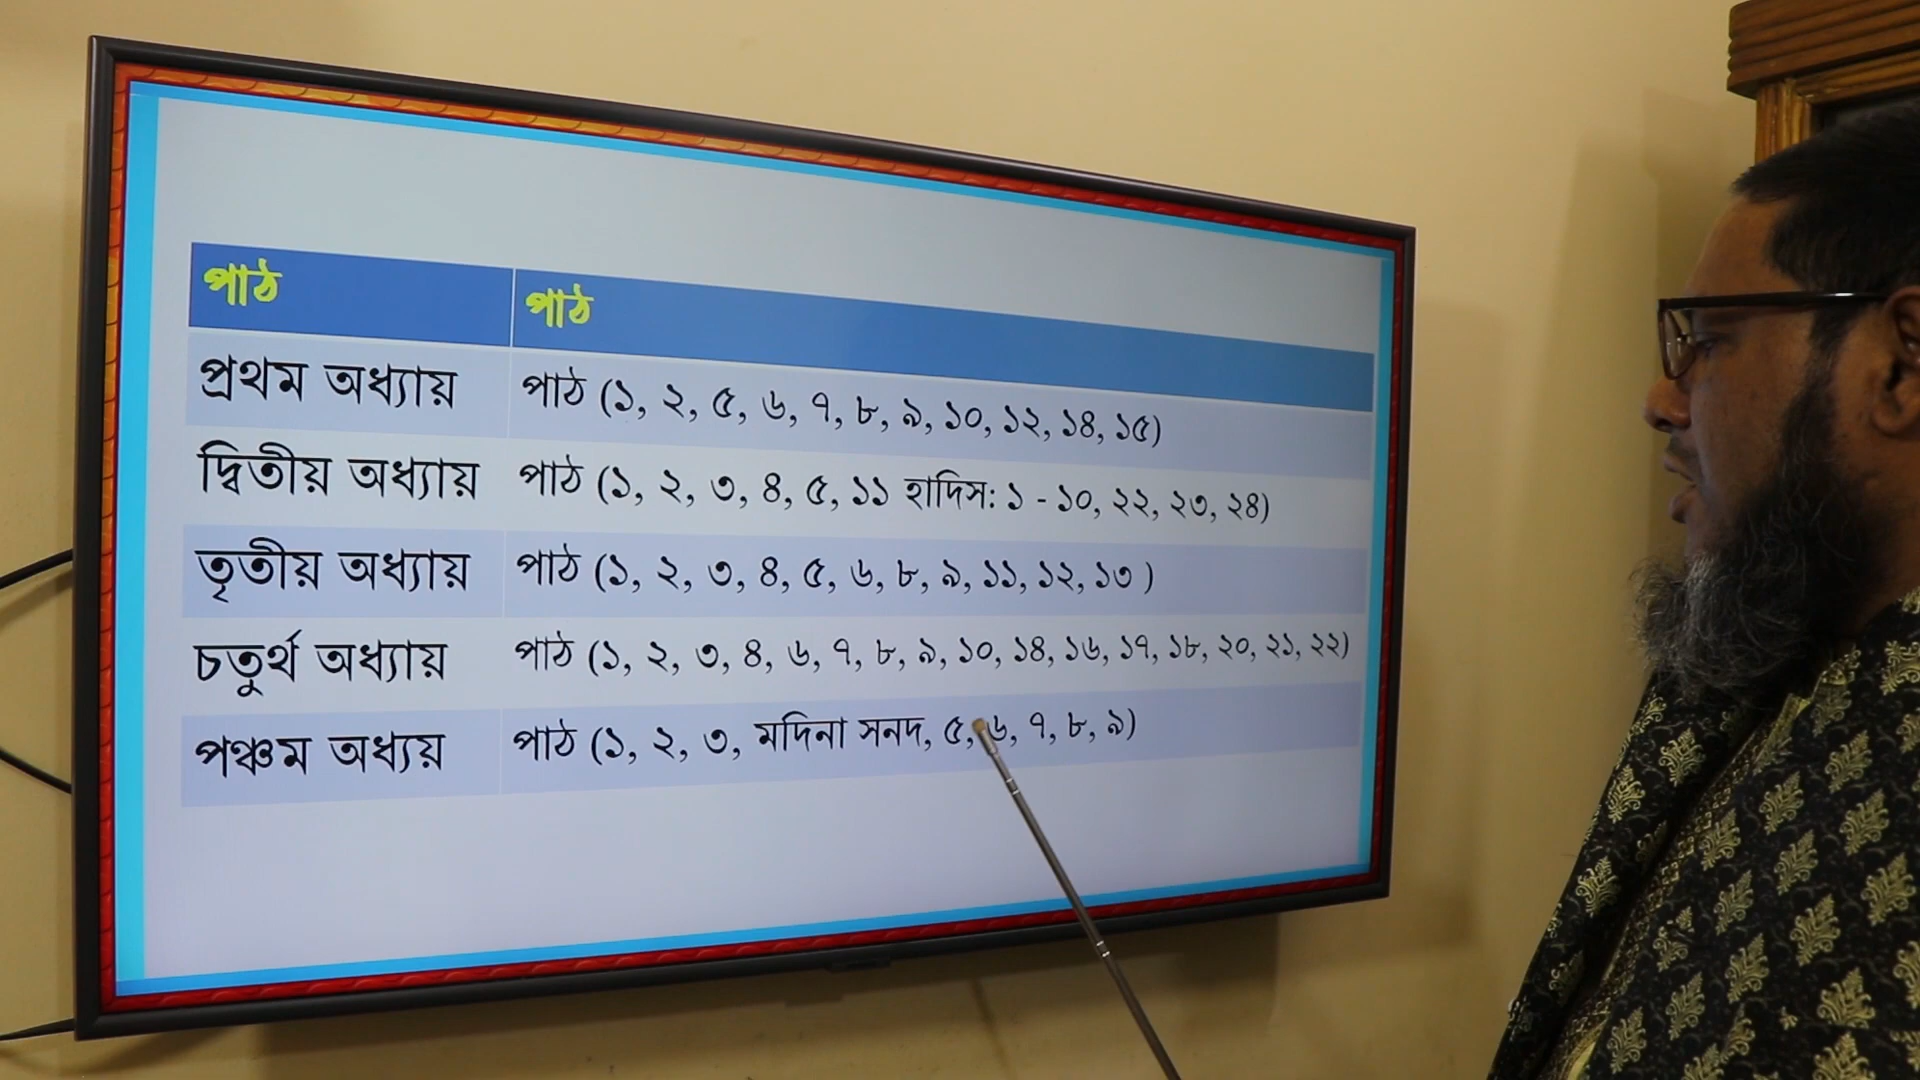 পাঠ পাঠ
প্রথম অধ্যায় পাঠ (১, ২, ৫, ৬, ৭, ৮, ৯, ১০, ১২, ১৪, ১৫)
দ্বিতীয় অধ্যায় পাঠ (১, ২, ৩, ৪, ৫, ১১ হাদিস: ১ - ১০, ২২, ২৩, ২৪)
তৃতীয় অধ্যায় পাঠ (১, ২, ৩, ৪, ৫, ৬, ৮, ৯, ১১, ১২, ১৩ )
চতুর্থ অধ্যায় পাঠ (১, ২, ৩, ৪, ৬, ৭, ৮, ৯, ১০, ১৪, ১৬, ১৭, ১৮, ২০, ২১, ২২)
পঞ্চম অধ্যয় পাঠ (১, ২, ৩, মদিনা সনদ, ৫, ৬, ৭, ৮, ৯)